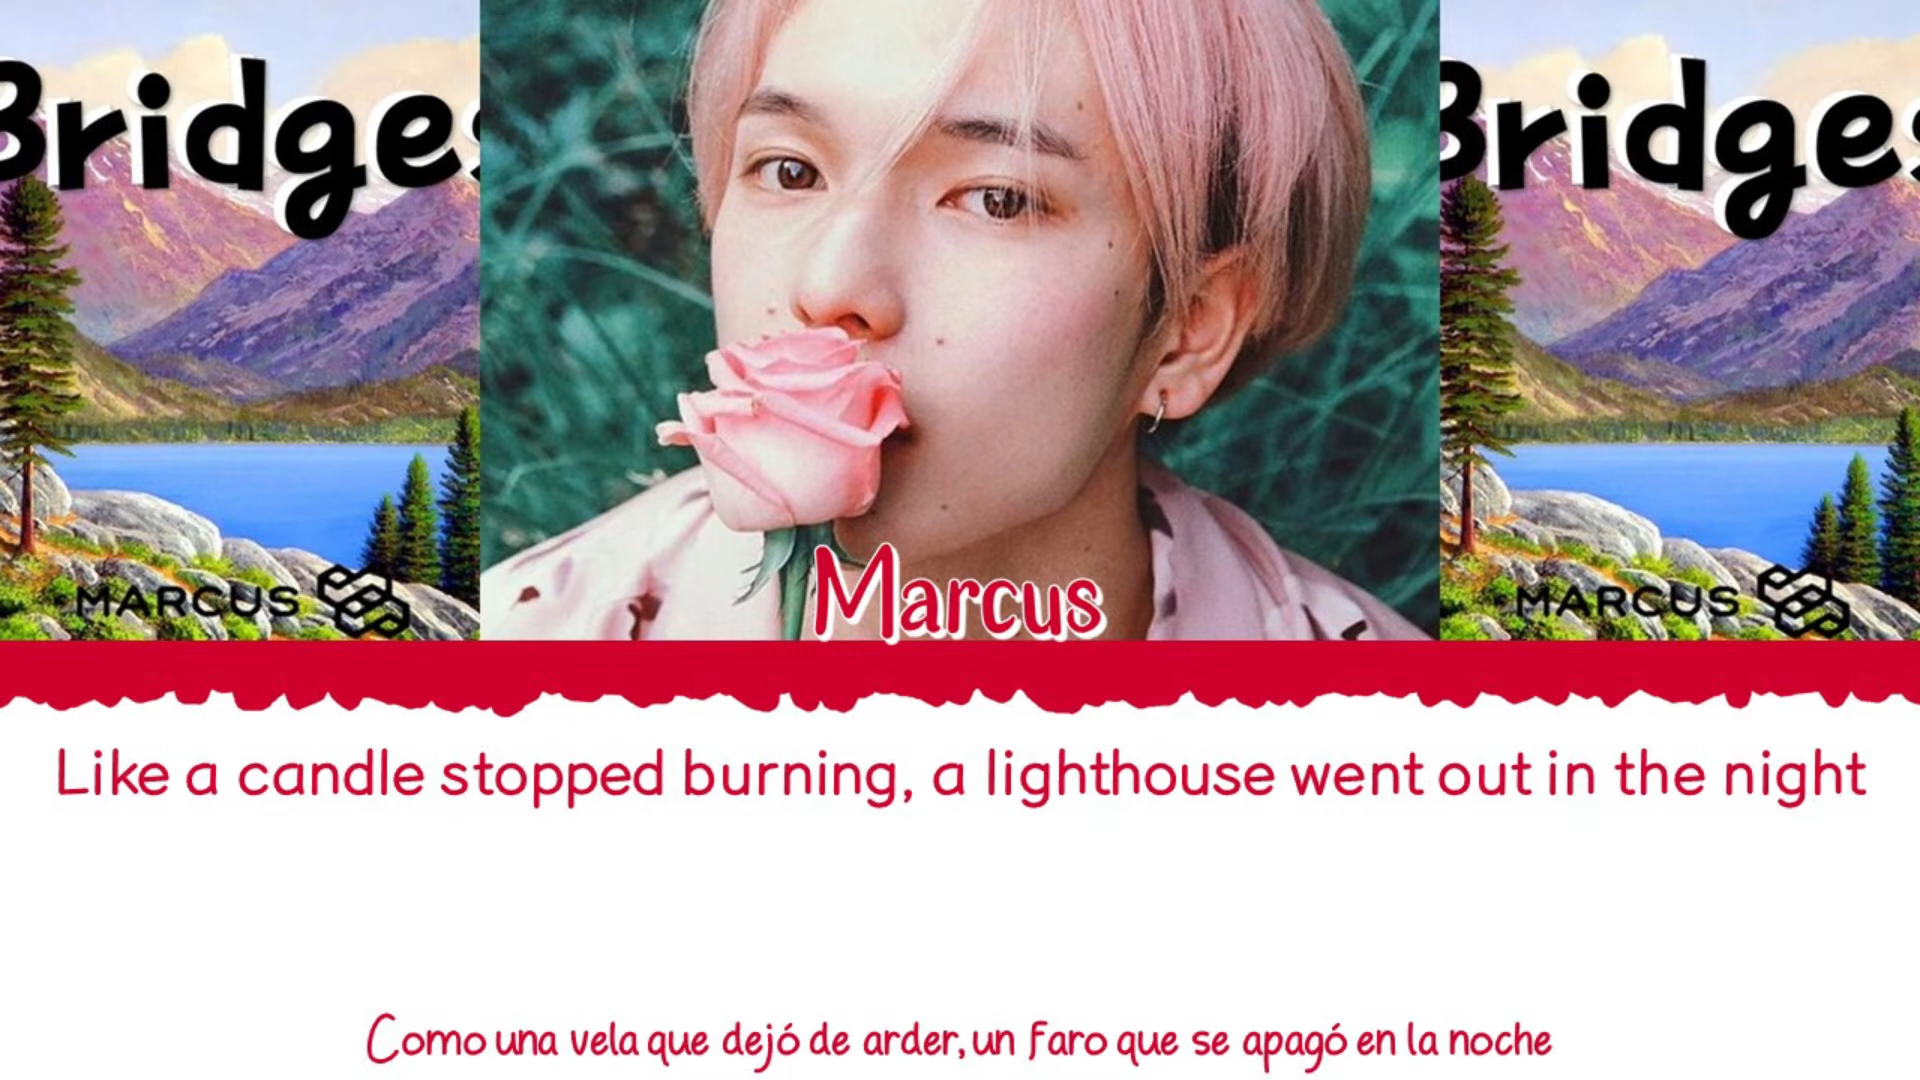 Bridges
Bridges
MARCUS
Marcus
MARCUS
Like a candle stopped burning, a lighthouse went out in the night
Como una vela que dejó de arder, un faro que se apagó en la noche